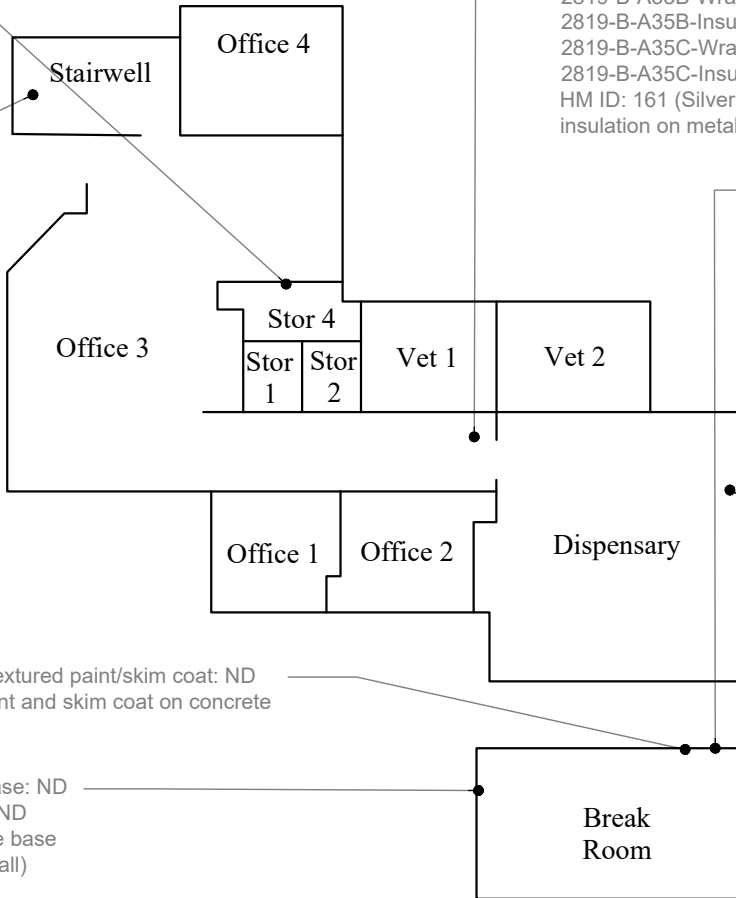 2819-B-A35B-Wra
2819-B-A35B-Insu
2819-B-A35C-Wra
2819-B-A35C-Insu
HM ID: 161 (Silver
insulation on metal
Office 4
Stairwell
Stor 4
Office 3
Stor
1
Stor
2
Vet 1
Vet 2
Office 1
Office 2
Dispensary
extured paint/skim coat: ND
nt and skim coat on concrete
ase: ND
ND
e base
all)
Break
Room